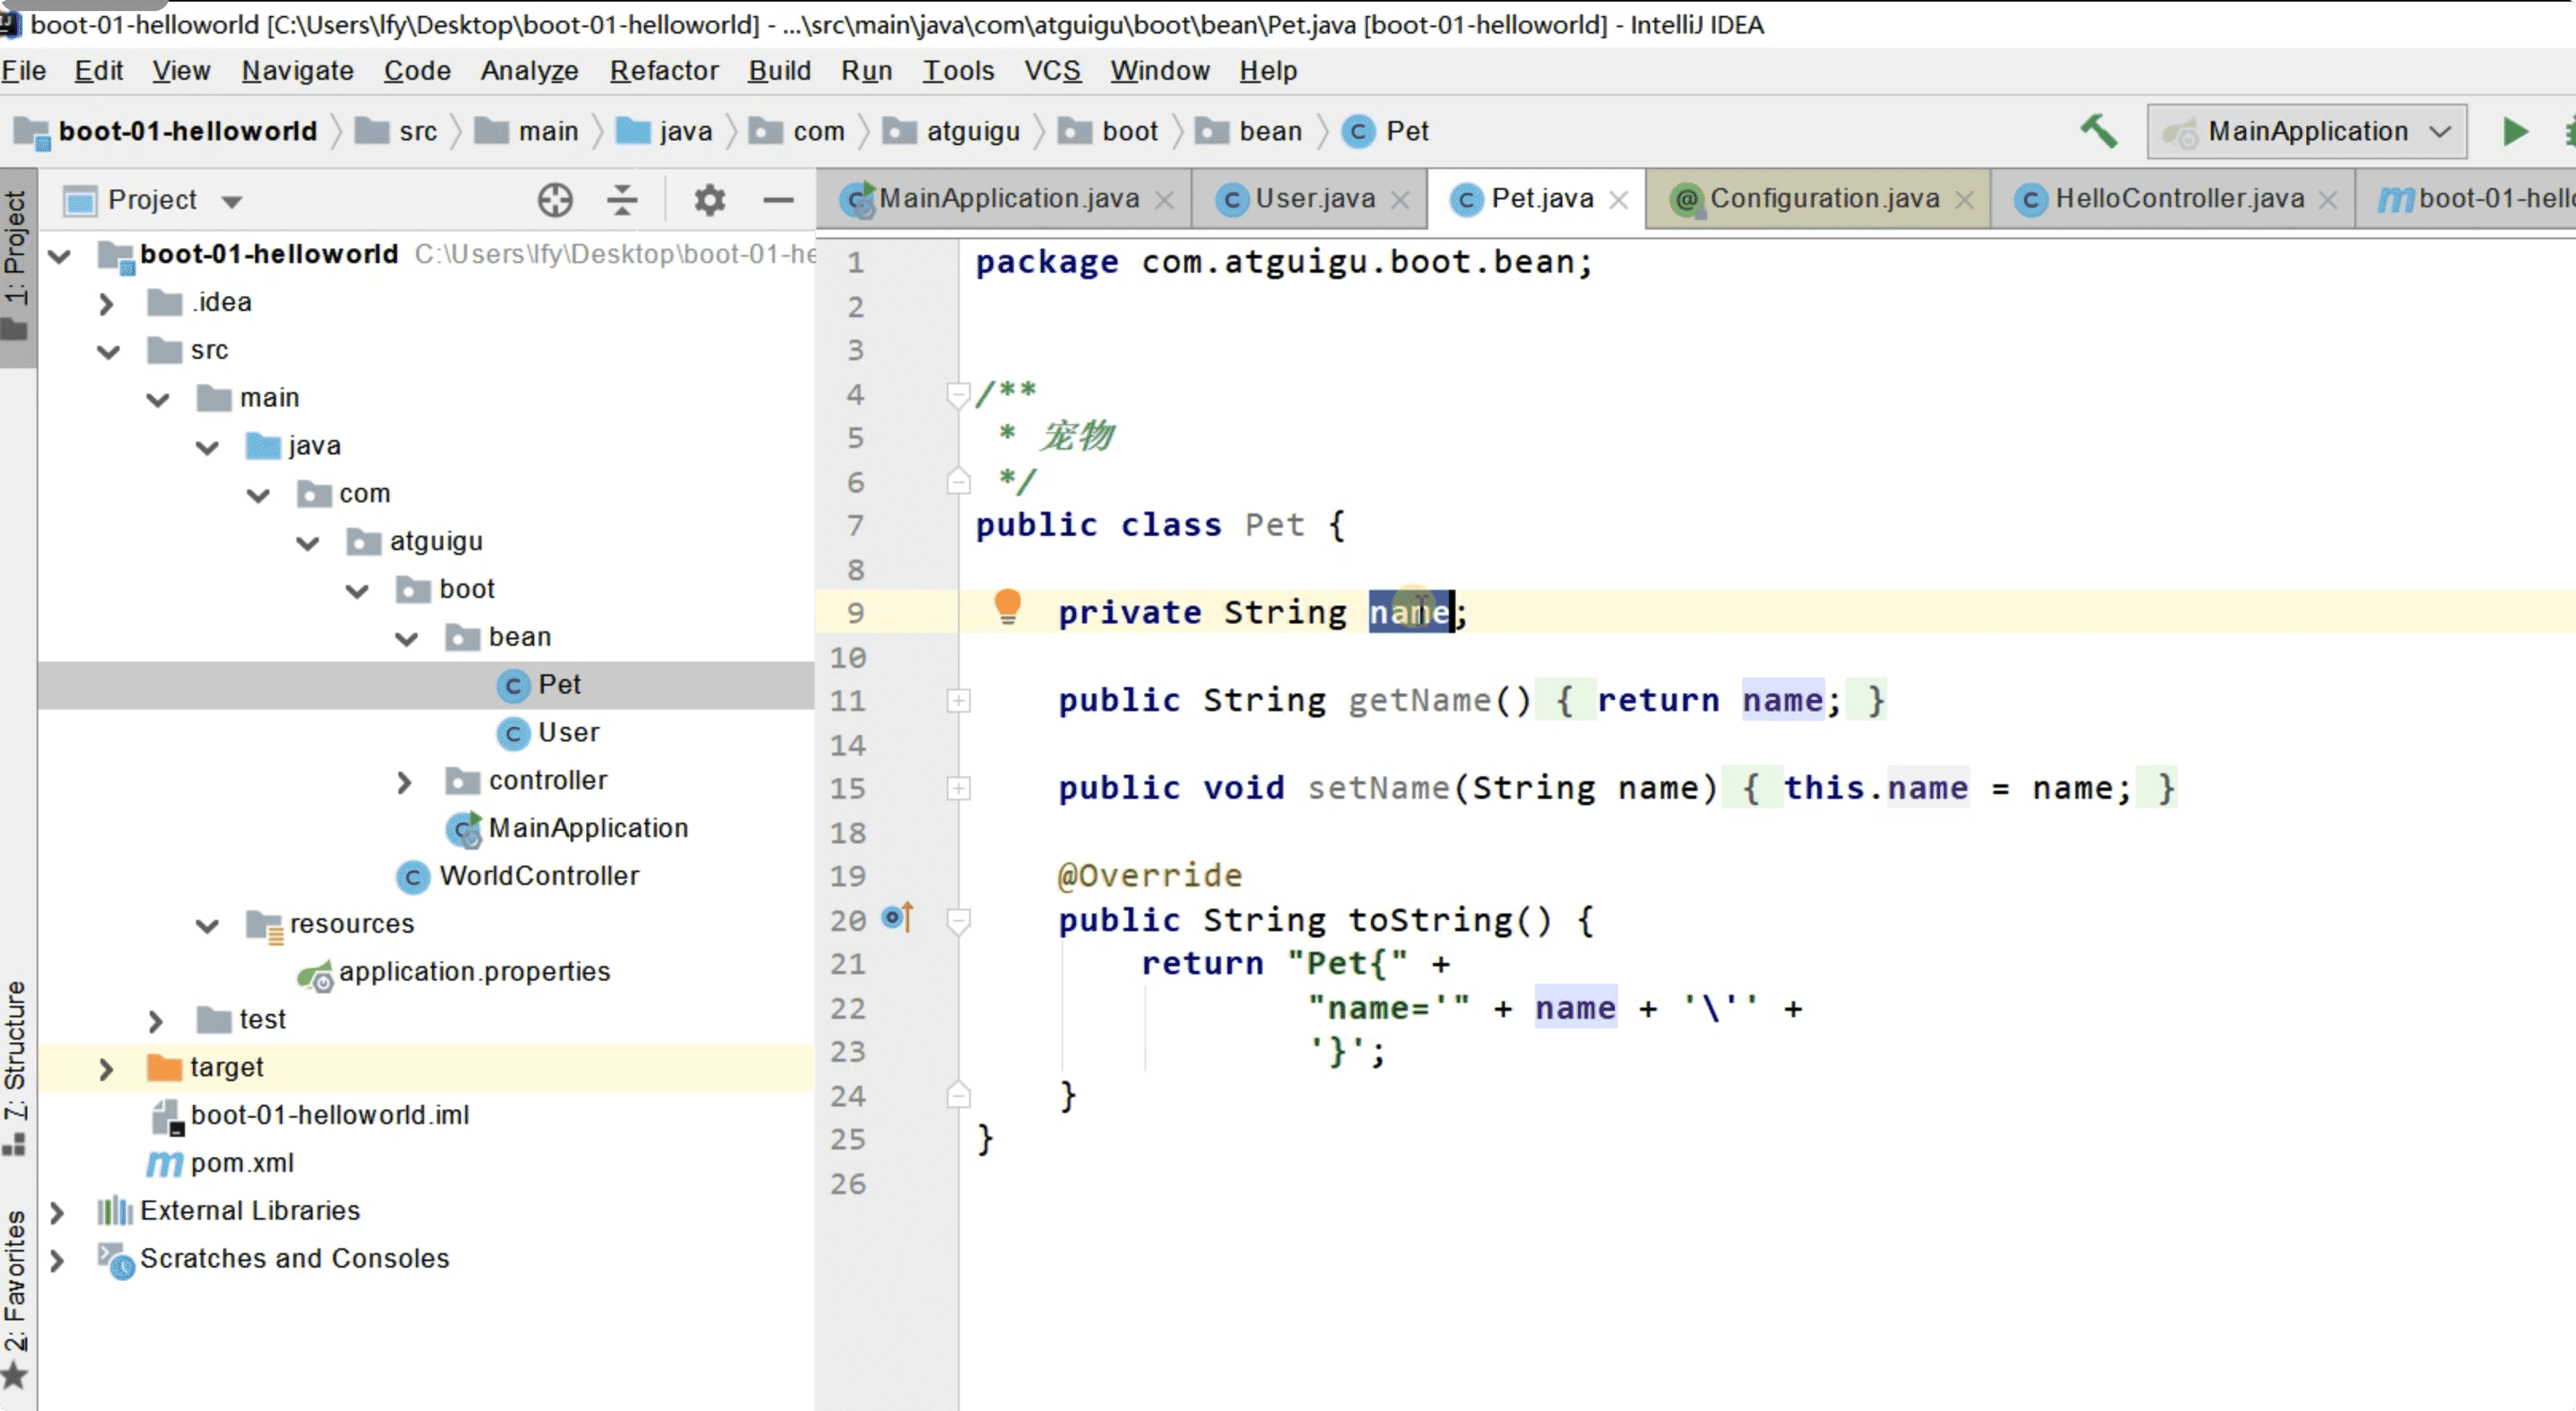 boot-01-helloworld [C:\Users\lfy\Desktop\boot-01-helloworld] - ...\src\main\java\com\atguigu\boot\bean\Pet.java [boot-01-helloworld] - IntelliJ IDEA
File Edit View Navigate Code Analyze Refactor Build Run Tools VCS Window Help
boot-01-helloworld src main java com atguigu boot bean Pet MainApplication
Project
MainApplication.java User.java Pet.java Configuration.java HelloController.java boot-01-hello
1: Project
7: Structure
2: Favorites
boot-01-helloworld C:\Users\lfy\Desktop\boot-01-he
.idea
src
main
java
com
atguigu
boot
bean
Pet
User
controller
MainApplication
WorldController
resources
application.properties
test
target
boot-01-helloworld.iml
pom.xml
External Libraries
Scratches and Consoles
1 package com.atguigu.boot.bean;
2
3
4 /**
5 * 宠物
6 */
7 public class Pet {
8
9 private String name;
10
11 public String getName() { return name; }
14
15 public void setName(String name) { this.name = name; }
18
19 @Override
20 public String toString() {
21 return "Pet{" +
22 "name='" + name + '\'' +
23 '}';
24 }
25 }
26